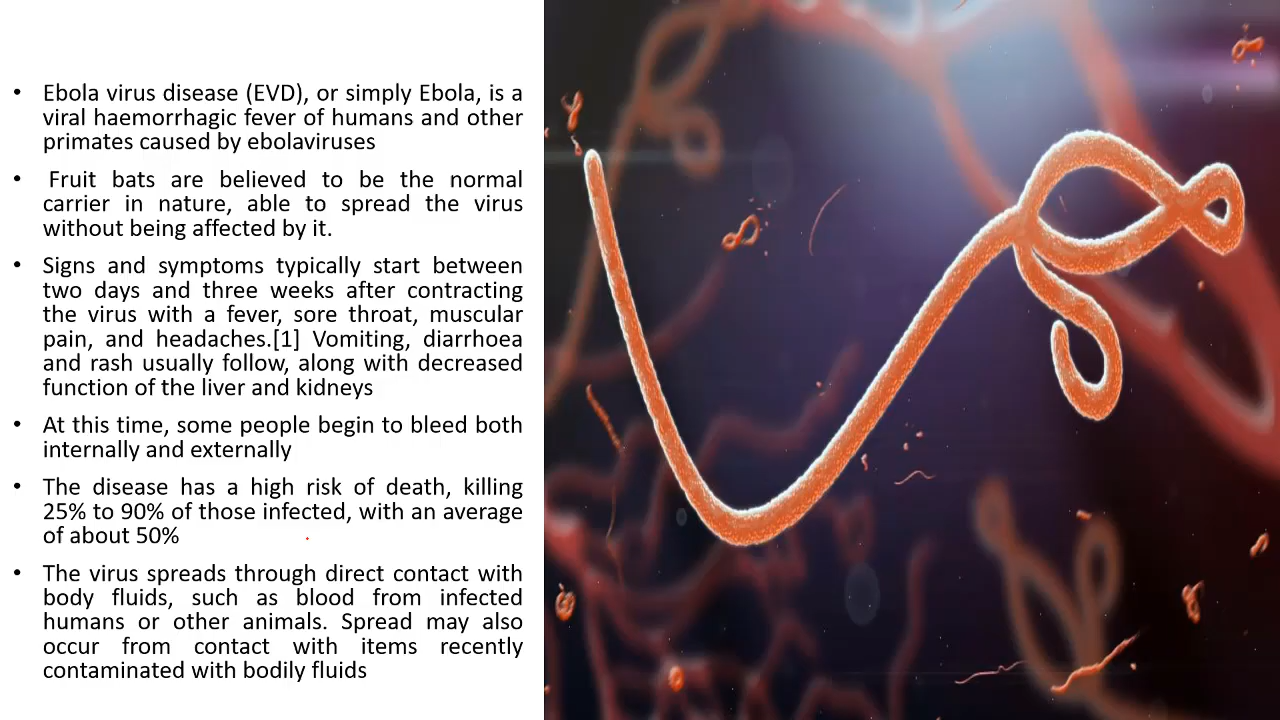 • Ebola virus disease (EVD), or simply Ebola, is a
viral haemorrhagic fever of humans and other
primates caused by ebolaviruses
• Fruit bats are believed to be the normal
carrier in nature, able to spread the virus
without being affected by it.
• Signs and symptoms typically start between
two days and three weeks after contracting
the virus with a fever, sore throat, muscular
pain, and headaches.[1] Vomiting, diarrhoea
and rash usually follow, along with decreased
function of the liver and kidneys
• At this time, some people begin to bleed both
internally and externally
• The disease has a high risk of death, killing
25% to 90% of those infected, with an average
of about 50%
• The virus spreads through direct contact with
body fluids, such as blood from infected
humans or other animals. Spread may also
occur from contact with items recently
contaminated with bodily fluids